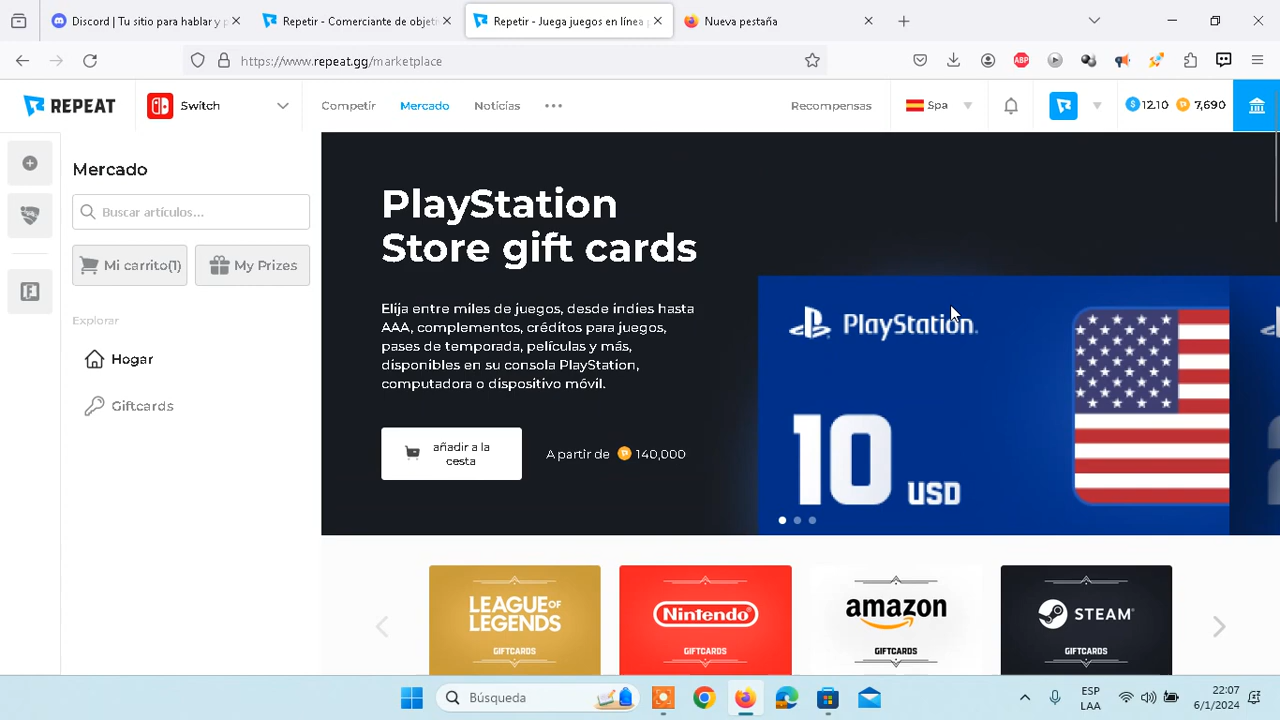 Discord | Tu sitio para hablar y p
Repetir - Comerciante de objet
Repetir - Juega juegos en línea p
Nueva pestaña
https://www.repeat.gg/marketplace
ABP
REPEAT
Switch
Competir
Mercado
Noticias
Recompensas
Spa
12.10
7,690
Mercado
Buscar artículos...
Mi carrito(1)
My Prizes
Explorar
Hogar
Giftcards
PlayStation
Store gift cards
Elija entre miles de juegos, desde indies hasta
AAA, complementos, créditos para juegos,
pases de temporada, películas y más,
disponibles en su consola PlayStation,
computadora o dispositivo móvil.
añadir a la
cesta
A partir de 140,000
PlayStation
10 USD
LEAGUE OF
LEGENDS
GIFTCARDS
Nintendo
GIFTCARDS
amazon
GIFTCARDS
STEAM
GIFTCARDS
Búsqueda
ESP
LAA
22:07
6/1/2024